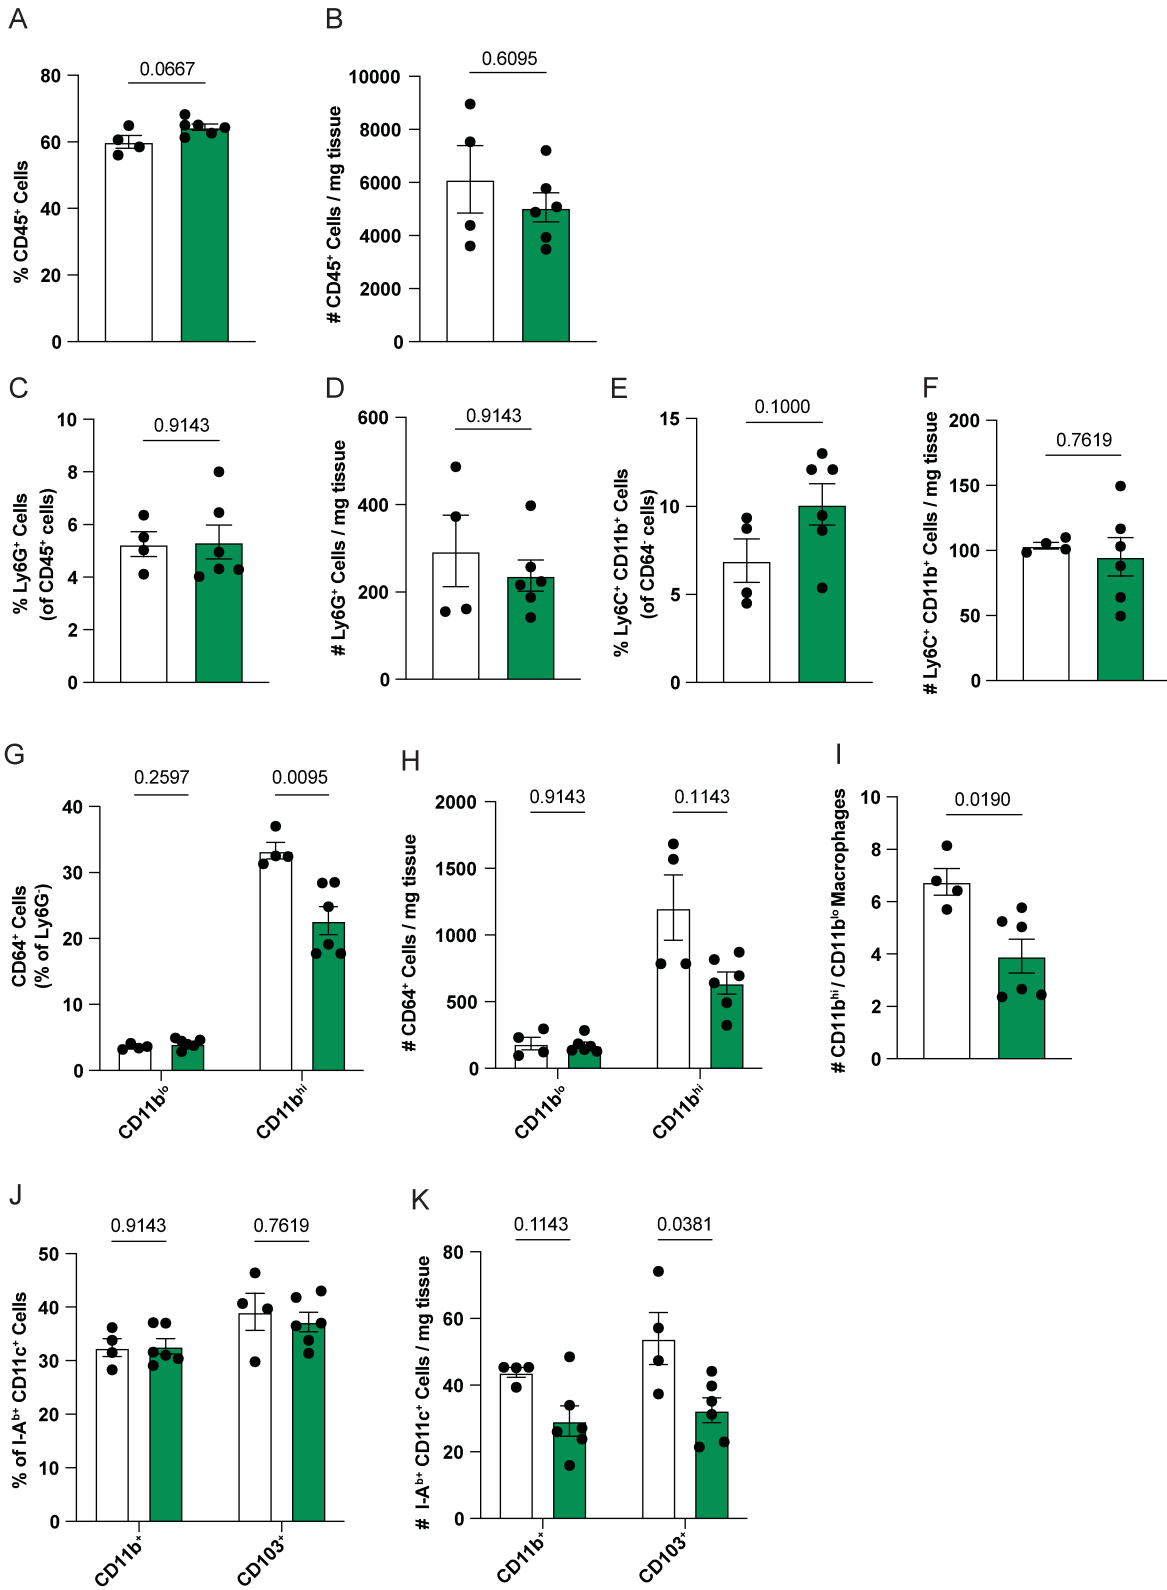 A
0.0667
% CD45⁺ Cells
80
60
40
20
0
B
0.6095
# CD45⁺ Cells / mg tissue
10000
8000
6000
4000
2000
0
C
0.9143
% Ly6G⁺ Cells
(of CD45⁺ cells)
10
8
6
4
2
0
D
0.9143
# Ly6G⁺ Cells / mg tissue
600
400
200
0
E
0.1000
% Ly6C⁺ CD11b⁺ Cells
(of CD64⁻ cells)
15
10
5
0
F
0.7619
# Ly6C⁺ CD11b⁺ Cells / mg tissue
200
150
100
50
0
G
0.2597
0.0095
CD64⁺ Cells
(% of Ly6G⁻)
40
30
20
10
0
CD11bˡᵒ
CD11bʰⁱ
H
0.9143
0.1143
# CD64⁺ Cells / mg tissue
2000
1500
1000
500
0
CD11bˡᵒ
CD11bʰⁱ
I
0.0190
# CD11bʰⁱ / CD11bˡᵒ Macrophages
10
8
6
4
2
0
J
0.9143
0.7619
% of I-Aᵇ⁺ CD11c⁺ Cells
50
40
30
20
10
0
CD11b⁺
CD103⁺
K
0.1143
0.0381
# I-Aᵇ⁺ CD11c⁺ Cells / mg tissue
80
60
40
20
0
CD11b⁺
CD103⁺